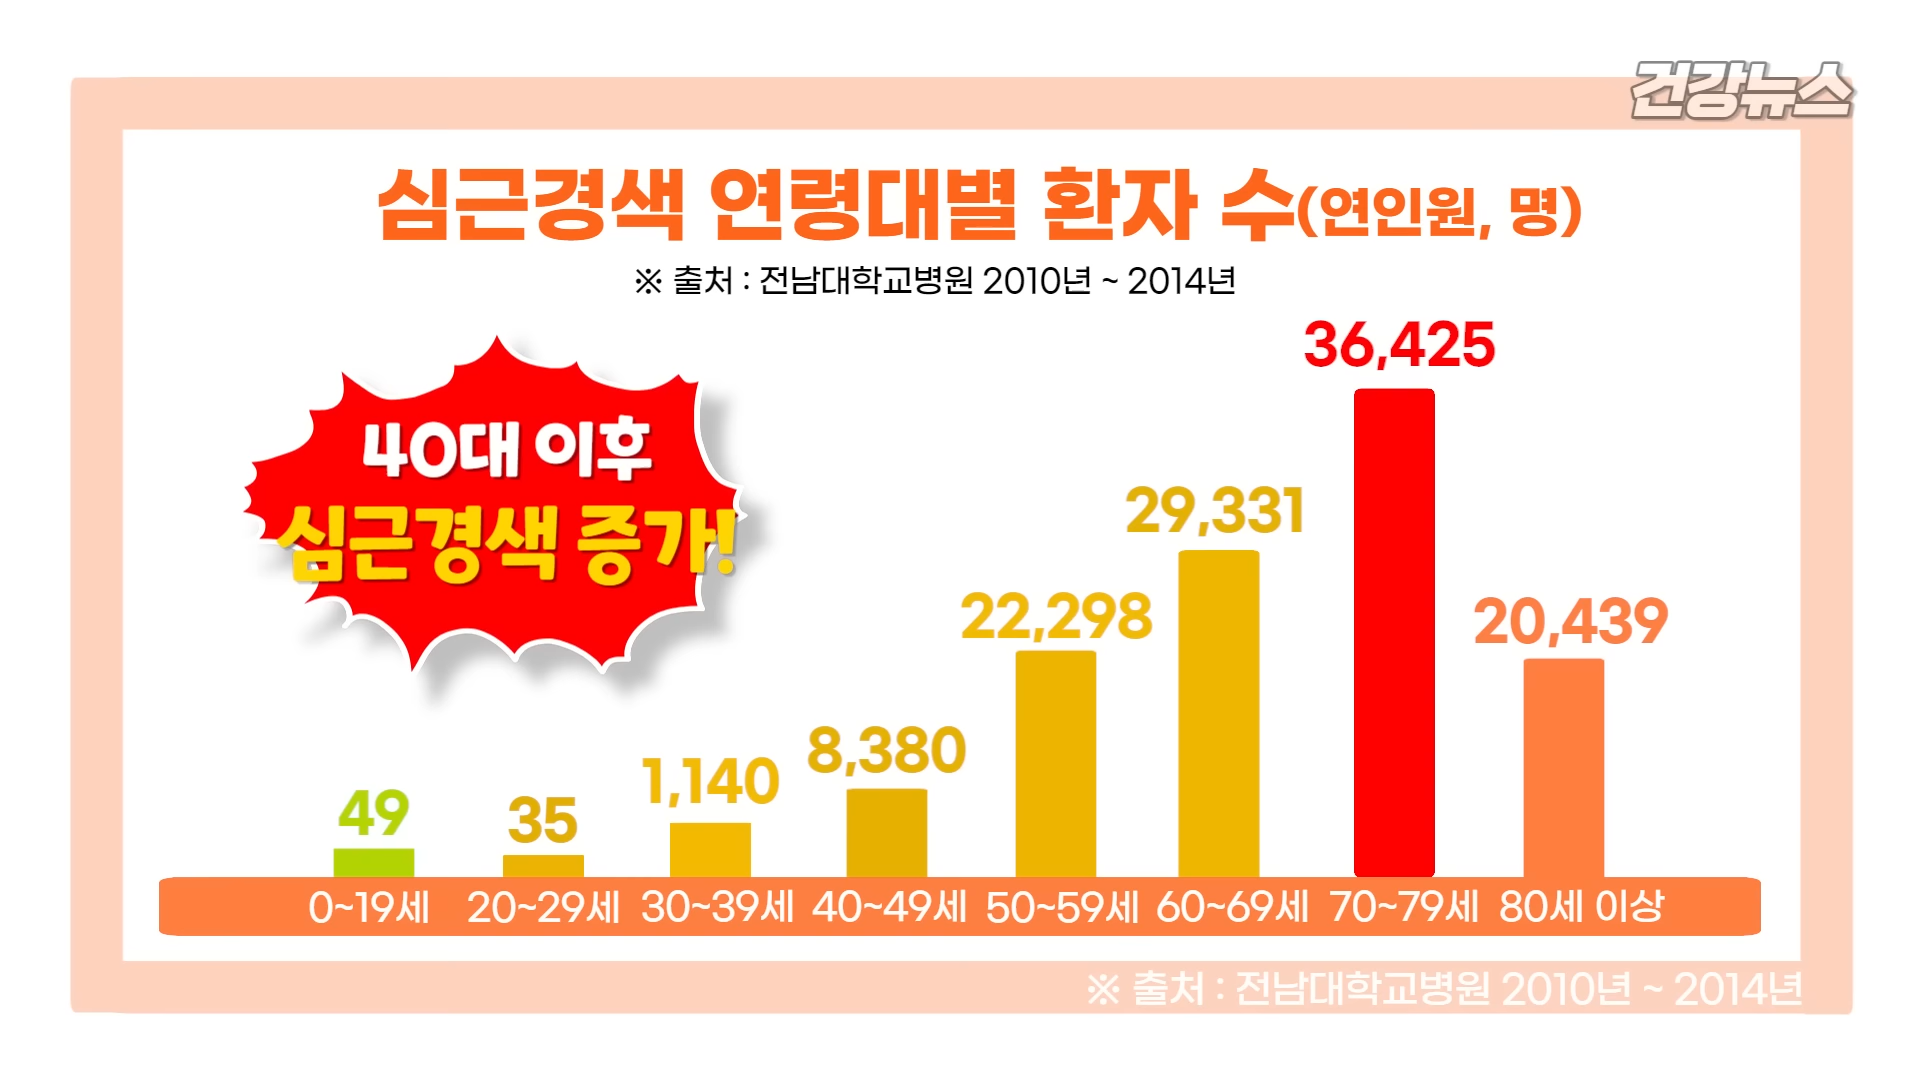 건강뉴스
심근경색 연령대별 환자 수(연인원, 명)
※ 출처 : 전남대학교병원 2010년 ~ 2014년
40대 이후
심근경색 증가!
49
35
1,140
8,380
22,298
29,331
36,425
20,439
0~19세 20~29세 30~39세 40~49세 50~59세 60~69세 70~79세 80세 이상
※ 출처 : 전남대학교병원 2010년 ~ 2014년